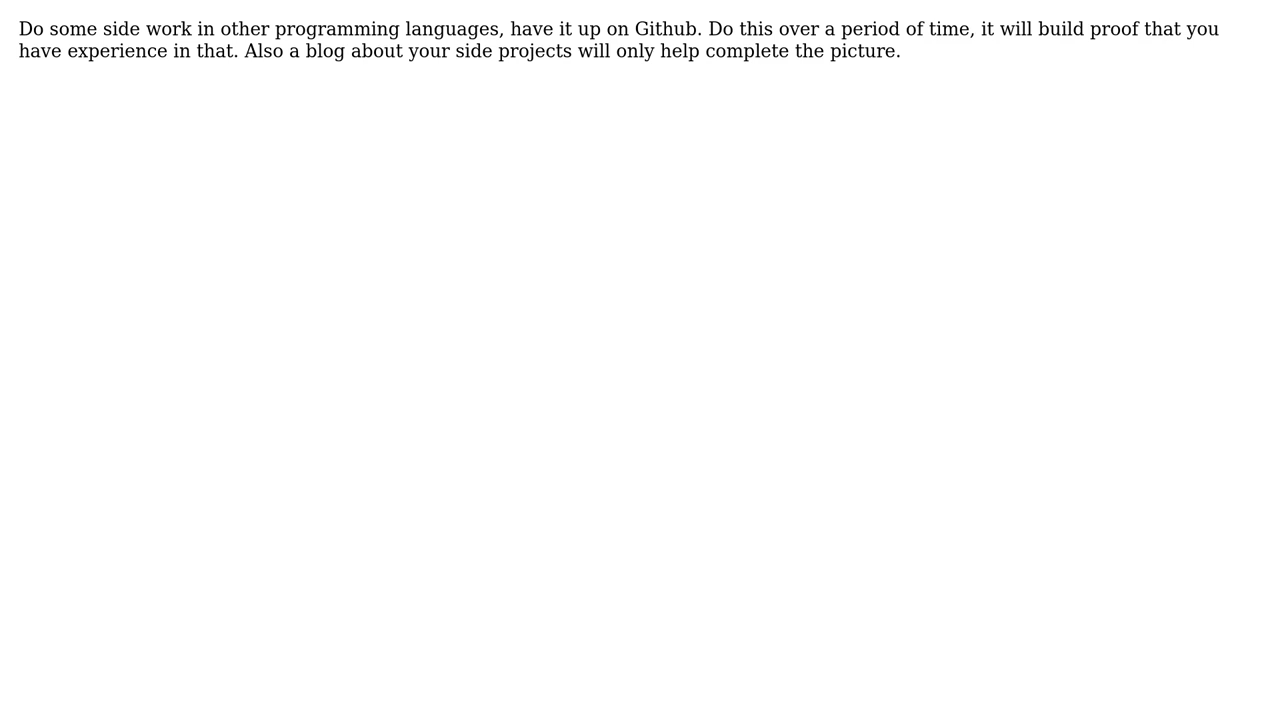 Do some side work in other programming languages, have it up on Github. Do this over a period of time, it will build proof that you
have experience in that. Also a blog about your side projects will only help complete the picture.